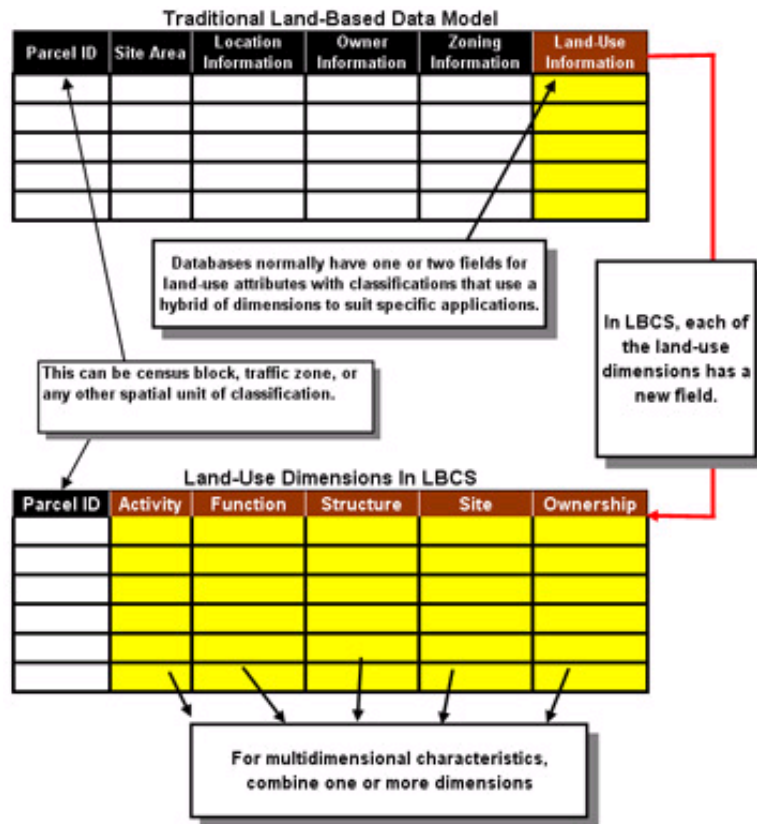 Traditional Land-Based Data Model
Parcel ID Site Area Location Information Owner Information Zoning Information Land-Use Information
Databases normally have one or two fields for
land-use attributes with classifications that use a
hybrid of dimensions to suit specific applications.
In LBCS, each of
the land-use
dimensions has a
new field.
This can be census block, traffic zone, or
any other spatial unit of classification.
Land-Use Dimensions In LBCS
Parcel ID Activity Function Structure Site Ownership
For multidimensional characteristics,
combine one or more dimensions